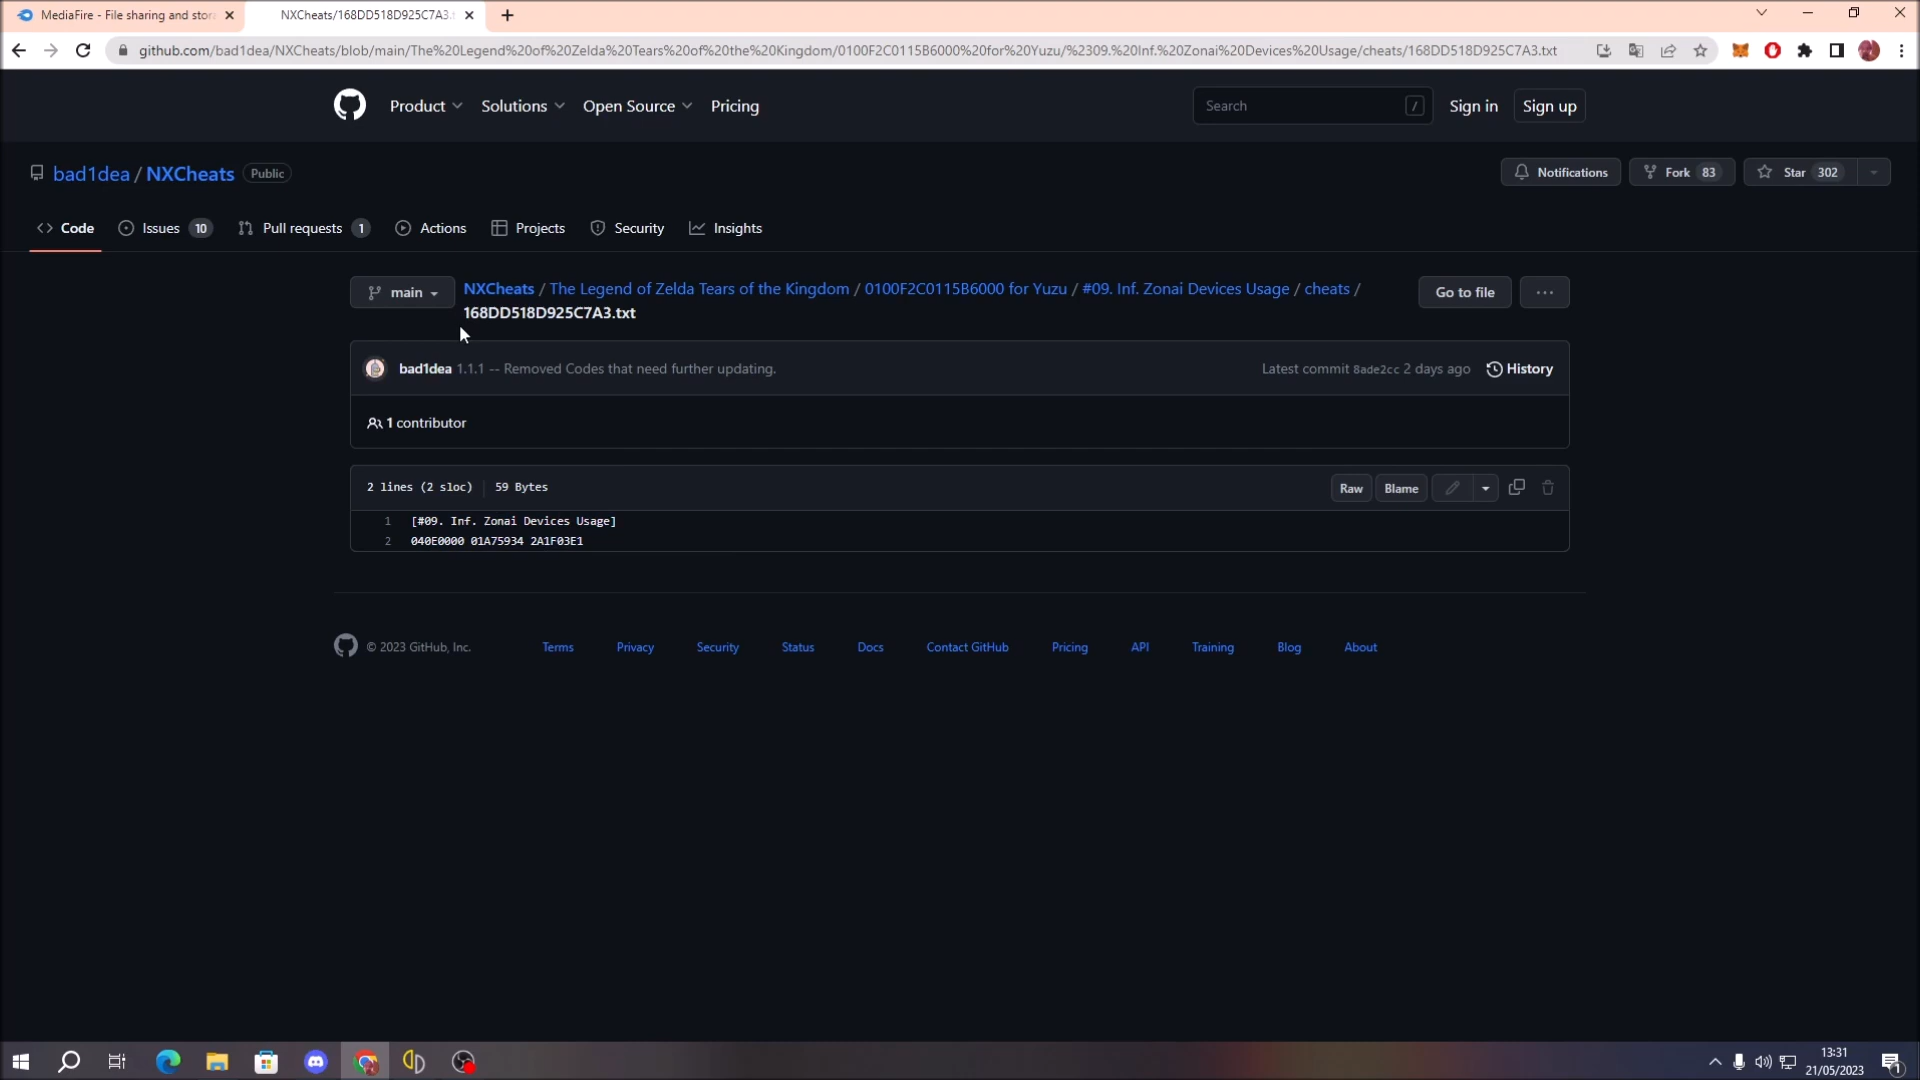 MediaFire - File sharing and stor
NXCheats/168DD518D925C7A3.t
github.com/bad1dea/NXCheats/blob/main/The%20Legend%20of%20Zelda%20Tears%20of%20the%20Kingdom/0100F2C0115B6000%20for%20Yuzu/%2309.%20Inf.%20Zonai%20Devices%20Usage/cheats/168DD518D925C7A3.txt
Product Solutions Open Source Pricing Search / Sign in Sign up
bad1dea / NXCheats Public Notifications Fork 83 Star 302
Code Issues 10 Pull requests 1 Actions Projects Security Insights
main NXCheats / The Legend of Zelda Tears of the Kingdom / 0100F2C0115B6000 for Yuzu / #09. Inf. Zonai Devices Usage / cheats / Go to file ...
168DD518D925C7A3.txt
bad1dea 1.1.1 -- Removed Codes that need further updating. Latest commit 8ade2cc 2 days ago History
1 contributor
2 lines (2 sloc) 59 Bytes Raw Blame
1 [#09. Inf. Zonai Devices Usage]
2 040E0000 01A75934 2A1F03E1
© 2023 GitHub, Inc. Terms Privacy Security Status Docs Contact GitHub Pricing API Training Blog About
13:31
21/05/2023
1